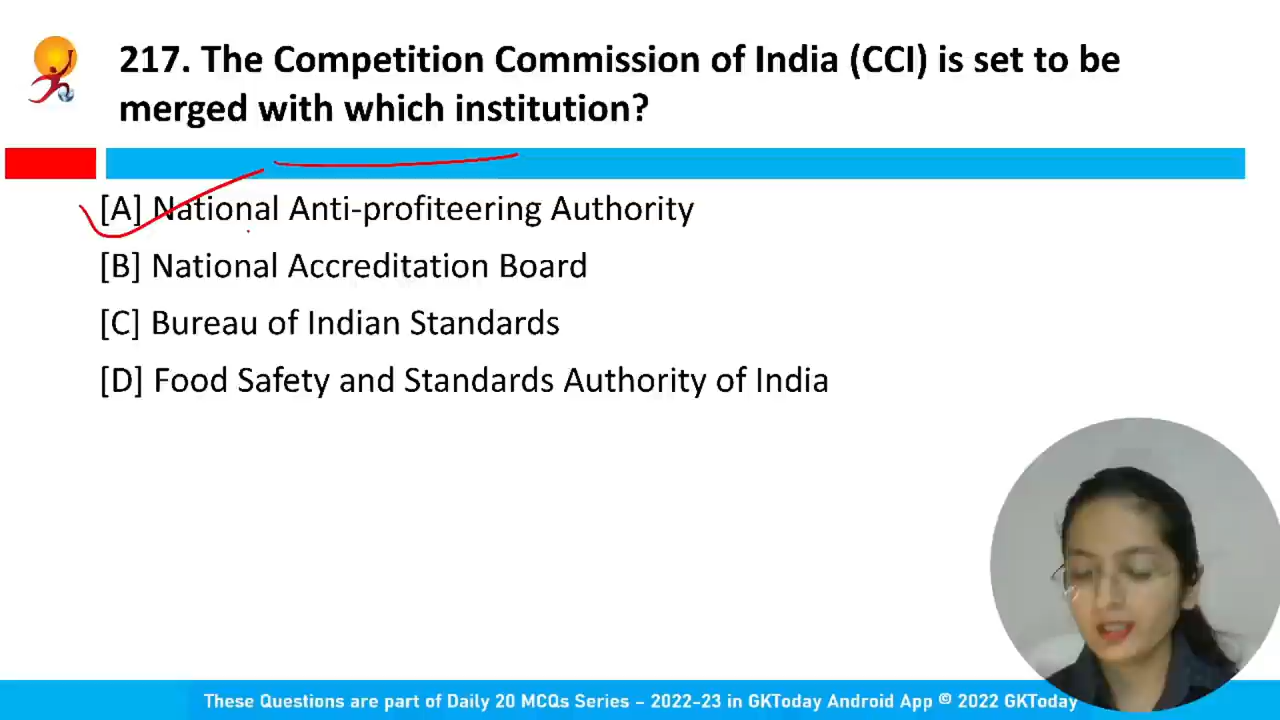 217. The Competition Commission of India (CCI) is set to be
merged with which institution?
[A] National Anti-profiteering Authority
[B] National Accreditation Board
[C] Bureau of Indian Standards
[D] Food Safety and Standards Authority of India
These Questions are part of Daily 20 MCQs Series – 2022-23 in GKToday Android App © 2022 GKToday